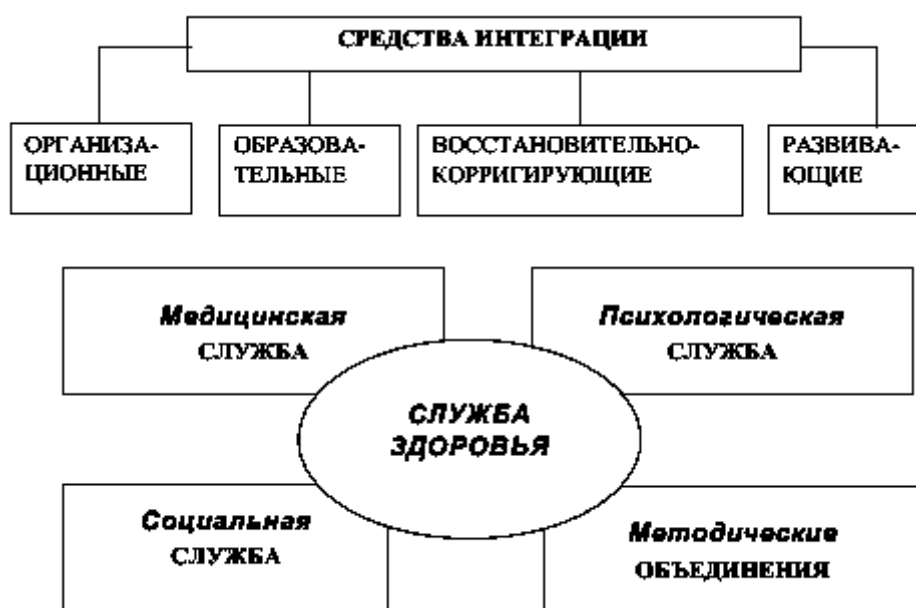 СРЕДСТВА ИНТЕГРАЦИИ
ОРГАНИЗА-
ЦИОННЫЕ
ОБРАЗОВА-
ТЕЛЬНЫЕ
ВОССТАНОВИТЕЛЬНО-
КОРРИГИРУЮЩИЕ
РАЗВИВА-
ЮЩИЕ
Медицинская
СЛУЖБА
Психологическая
СЛУЖБА
СЛУЖБА
ЗДОРОВЬЯ
Социальная
СЛУЖБА
Методические
ОБЪЕДИНЕНИЯ